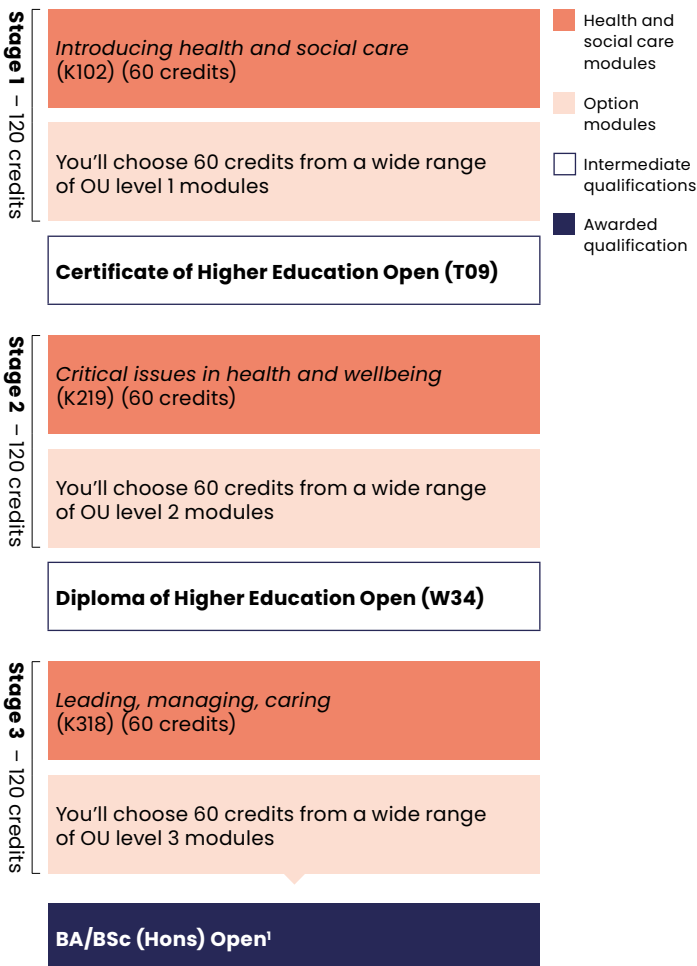 Stage 1 – 120 credits
Introducing health and social care
(K102) (60 credits)
You’ll choose 60 credits from a wide range
of OU level 1 modules
Certificate of Higher Education Open (T09)
Stage 2 – 120 credits
Critical issues in health and wellbeing
(K219) (60 credits)
You’ll choose 60 credits from a wide range
of OU level 2 modules
Diploma of Higher Education Open (W34)
Stage 3 – 120 credits
Leading, managing, caring
(K318) (60 credits)
You’ll choose 60 credits from a wide range
of OU level 3 modules
BA/BSc (Hons) Open¹
Health and
social care
modules
Option
modules
Intermediate
qualifications
Awarded
qualification